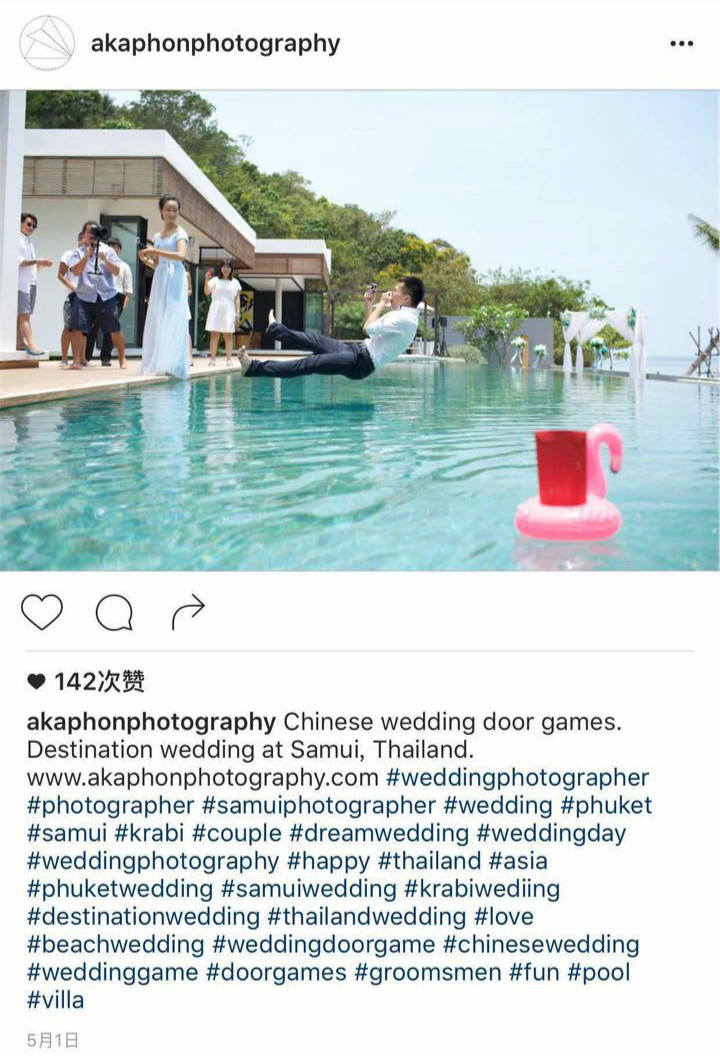 akaphonphotography
142次赞
akaphonphotography Chinese wedding door games.
Destination wedding at Samui, Thailand.
www.akaphonphotography.com #weddingphotographer
#photographer #samuiphotographer #wedding #phuket
#samui #krabi #couple #dreamwedding #weddingday
#weddingphotography #happy #thailand #asia
#phuketwedding #samuiwedding #krabiwediing
#destinationwedding #thailandwedding #love
#beachwedding #weddingdoorgame #chinesewedding
#weddinggame #doorgames #groomsmen #fun #pool
#villa
5月1日